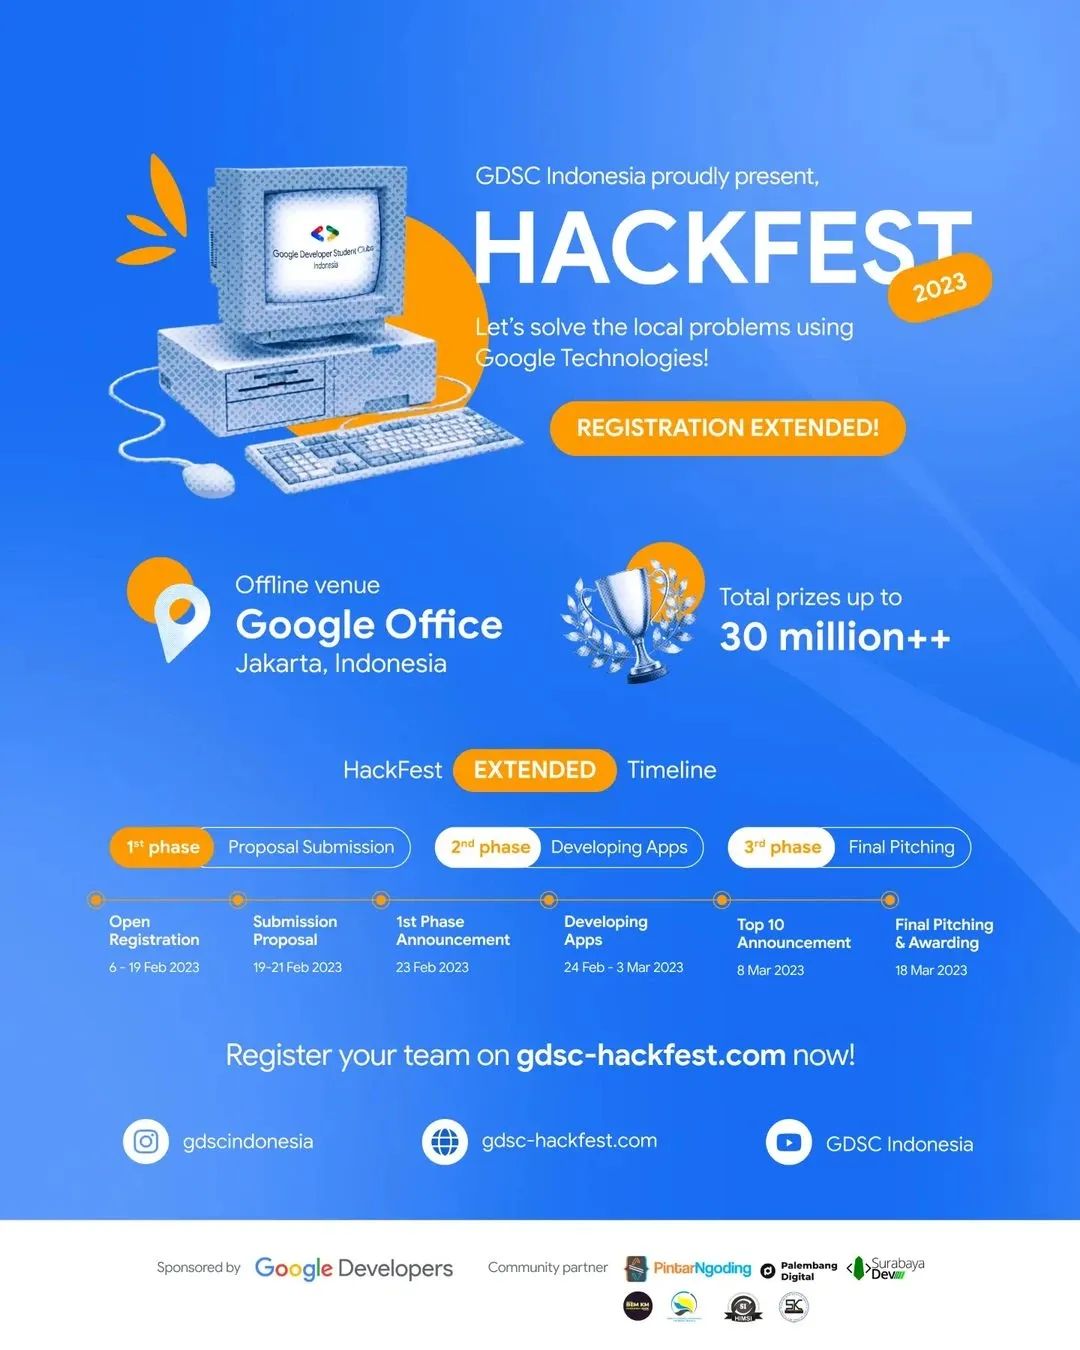 GDSC Indonesia proudly present,
HACKFEST
2023
Let's solve the local problems using
Google Technologies!
REGISTRATION EXTENDED!
Google Developer Student Clubs
Indonesia
Offline venue
Google Office
Jakarta, Indonesia
Total prizes up to
30 million++
HackFest EXTENDED Timeline
1st phase Proposal Submission
2nd phase Developing Apps
3rd phase Final Pitching
Open
Registration
6 - 19 Feb 2023
Submission
Proposal
19-21 Feb 2023
1st Phase
Announcement
23 Feb 2023
Developing
Apps
24 Feb - 3 Mar 2023
Top 10
Announcement
8 Mar 2023
Final Pitching
& Awarding
18 Mar 2023
Register your team on gdsc-hackfest.com now!
gdscindonesia
gdsc-hackfest.com
GDSC Indonesia
Sponsored by Google Developers
Community partner
PintarNgoding
Palembang
Digital
Surabaya
Dev
BEM KM
SI
HIMSI